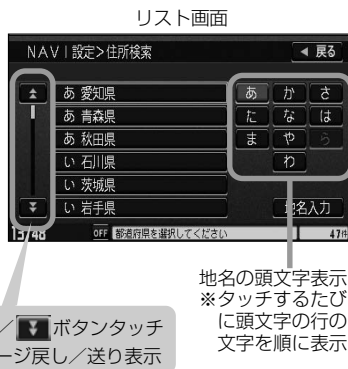 リスト画面
NAV | 設定>住所検索
◀ 戻る
あ 愛知県
あ 青森県
あ 秋田県
い 石川県
い 茨城県
い 岩手県
あ か さ
た な は
ま や ら
わ
地名入力
13/48
OFF 都道府県を選択してください
47件
地名の頭文字表示
※タッチするたび
に頭文字の行の
文字を順に表示
／ ボタンタッチ
ージ戻し／送り表示